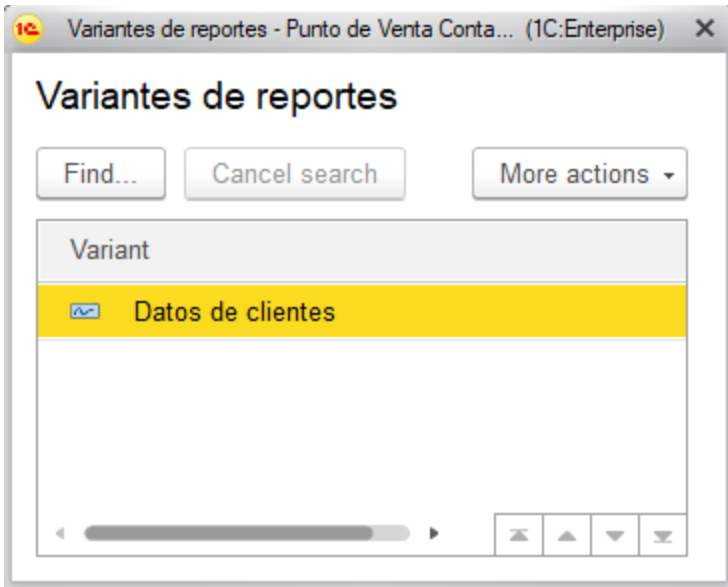 1C Variantes de reportes - Punto de Venta Conta... (1C:Enterprise)
Variantes de reportes
Find... Cancel search More actions
Variant
Datos de clientes